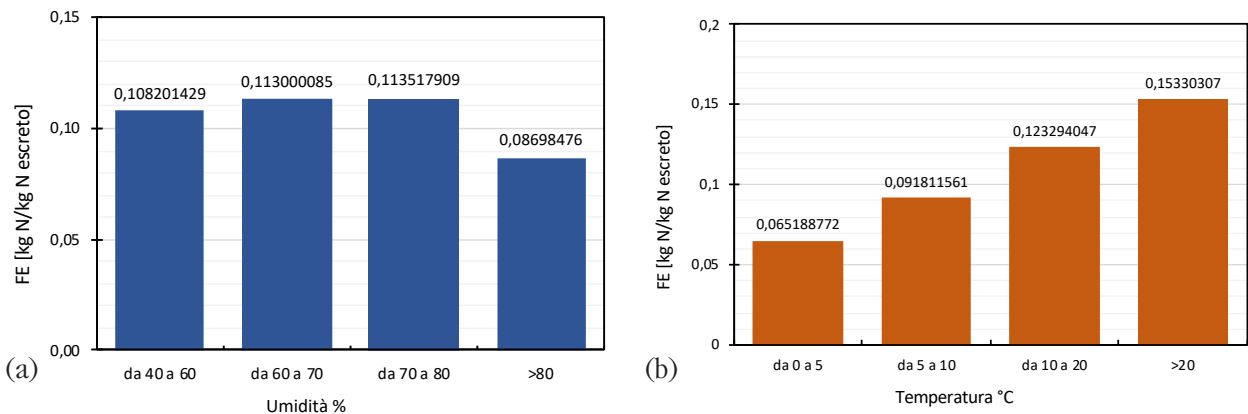 0,15
0,10
0,05
0,00
FE [kg N/kg N escreto]
0,108201429
0,113000085
0,113517909
0,08698476
da 40 a 60
da 60 a 70
da 70 a 80
>80
Umidità %
(a)
0,2
0,15
0,1
0,05
0
FE [kg N/kg N escreto]
0,065188772
0,091811561
0,123294047
0,15330307
da 0 a 5
da 5 a 10
da 10 a 20
>20
Temperatura °C
(b)